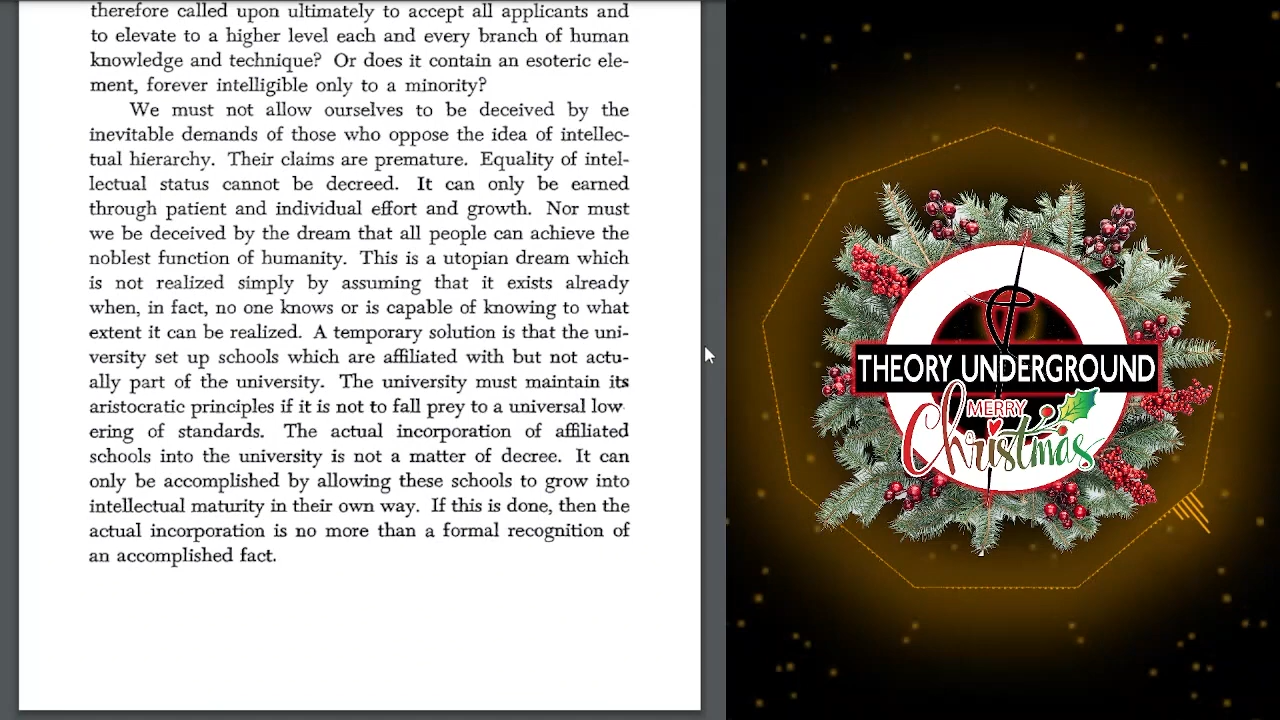 therefore called upon ultimately to accept all applicants and
to elevate to a higher level each and every branch of human
knowledge and technique? Or does it contain an esoteric ele-
ment, forever intelligible only to a minority?
We must not allow ourselves to be deceived by the
inevitable demands of those who oppose the idea of intellec-
tual hierarchy. Their claims are premature. Equality of intel-
lectual status cannot be decreed. It can only be earned
through patient and individual effort and growth. Nor must
we be deceived by the dream that all people can achieve the
noblest function of humanity. This is a utopian dream which
is not realized simply by assuming that it exists already
when, in fact, no one knows or is capable of knowing to what
extent it can be realized. A temporary solution is that the uni-
versity set up schools which are affiliated with but not actu-
ally part of the university. The university must maintain its
aristocratic principles if it is not to fall prey to a universal low-
ering of standards. The actual incorporation of affiliated
schools into the university is not a matter of decree. It can
only be accomplished by allowing these schools to grow into
intellectual maturity in their own way. If this is done, then the
actual incorporation is no more than a formal recognition of
an accomplished fact.
THEORY UNDERGROUND
MERRY
Christmas